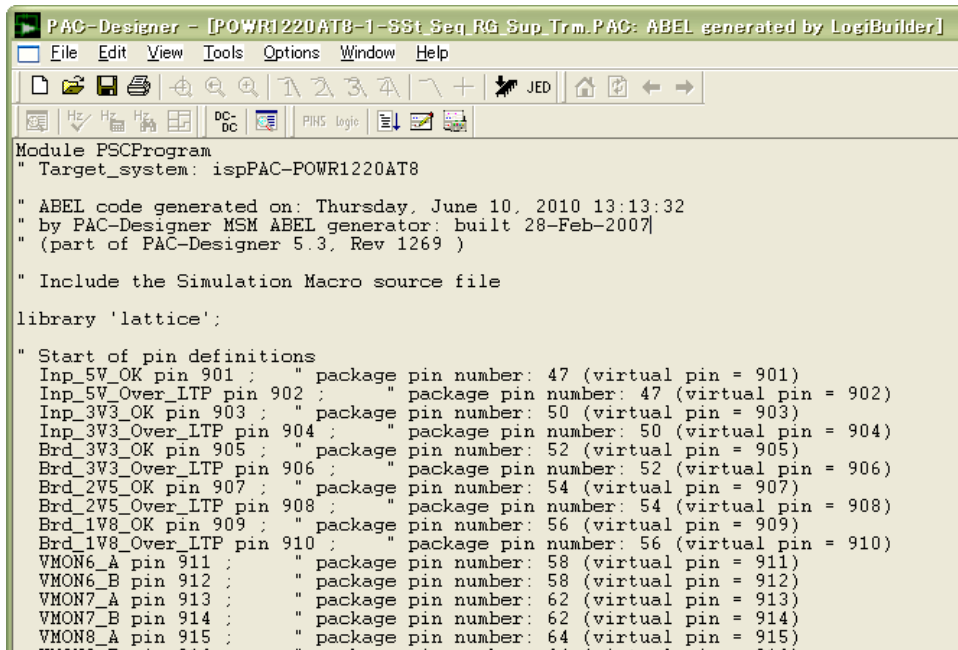 PAC-Designer - [POWR1220AT8-1-SSt_Seq_RG_Sup_Trm.PAC: ABEL generated by LogiBuilder]
File Edit View Tools Options Window Help
JED
Hz Hz Hz DC-DC PINS logic
Module PSCProgram
" Target_system: ispPAC-POWR1220AT8
" ABEL code generated on: Thursday, June 10, 2010 13:13:32
" by PAC-Designer MSM ABEL generator: built 28-Feb-2007
" (part of PAC-Designer 5.3, Rev 1269 )
" Include the Simulation Macro source file
library 'lattice';
" Start of pin definitions
Inp_5V_OK pin 901 ; " package pin number: 47 (virtual pin = 901)
Inp_5V_Over_LTP pin 902 ; " package pin number: 47 (virtual pin = 902)
Inp_3V3_OK pin 903 ; " package pin number: 50 (virtual pin = 903)
Inp_3V3_Over_LTP pin 904 ; " package pin number: 50 (virtual pin = 904)
Brd_3V3_OK pin 905 ; " package pin number: 52 (virtual pin = 905)
Brd_3V3_Over_LTP pin 906 ; " package pin number: 52 (virtual pin = 906)
Brd_2V5_OK pin 907 ; " package pin number: 54 (virtual pin = 907)
Brd_2V5_Over_LTP pin 908 ; " package pin number: 54 (virtual pin = 908)
Brd_1V8_OK pin 909 ; " package pin number: 56 (virtual pin = 909)
Brd_1V8_Over_LTP pin 910 ; " package pin number: 56 (virtual pin = 910)
VMON6_A pin 911 ; " package pin number: 58 (virtual pin = 911)
VMON6_B pin 912 ; " package pin number: 58 (virtual pin = 912)
VMON7_A pin 913 ; " package pin number: 62 (virtual pin = 913)
VMON7_B pin 914 ; " package pin number: 62 (virtual pin = 914)
VMON8_A pin 915 ; " package pin number: 64 (virtual pin = 915)